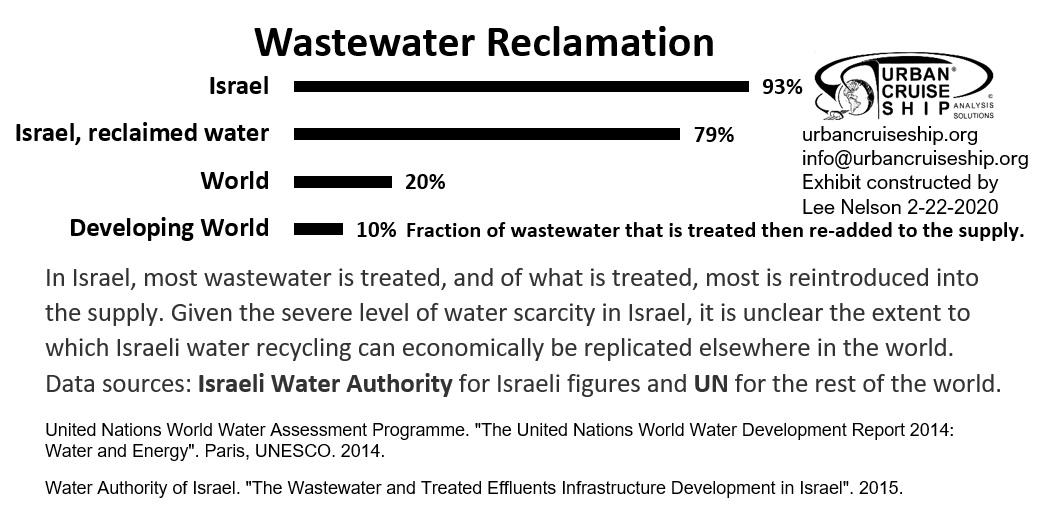 Wastewater Reclamation
Israel 93%
Israel, reclaimed water 79%
World 20%
Developing World 10% Fraction of wastewater that is treated then re-added to the supply.
URBAN®
CRUISE
SHIP ANALYSIS
SOLUTIONS
©
urbancruiseship.org
info@urbancruiseship.org
Exhibit constructed by
Lee Nelson 2-22-2020
In Israel, most wastewater is treated, and of what is treated, most is reintroduced into
the supply. Given the severe level of water scarcity in Israel, it is unclear the extent to
which Israeli water recycling can economically be replicated elsewhere in the world.
Data sources: Israeli Water Authority for Israeli figures and UN for the rest of the world.
United Nations World Water Assessment Programme. "The United Nations World Water Development Report 2014:
Water and Energy". Paris, UNESCO. 2014.
Water Authority of Israel. "The Wastewater and Treated Effluents Infrastructure Development in Israel". 2015.